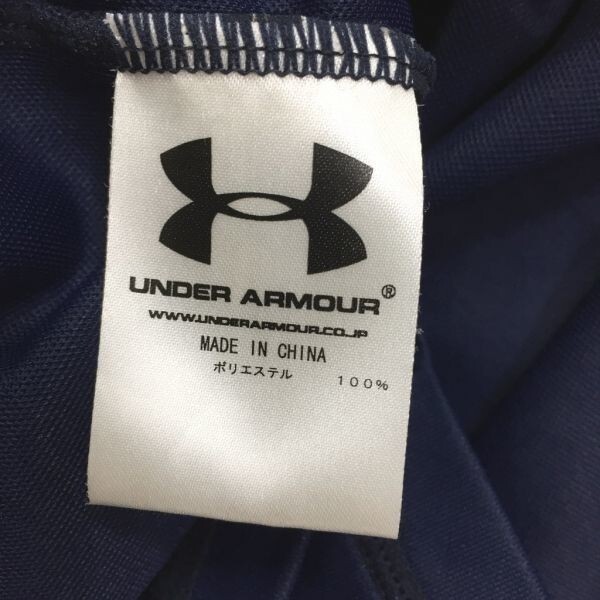 UNDER ARMOUR®
WWW.UNDERARMOUR.CO.JP
MADE IN CHINA
ポリエステル 100%